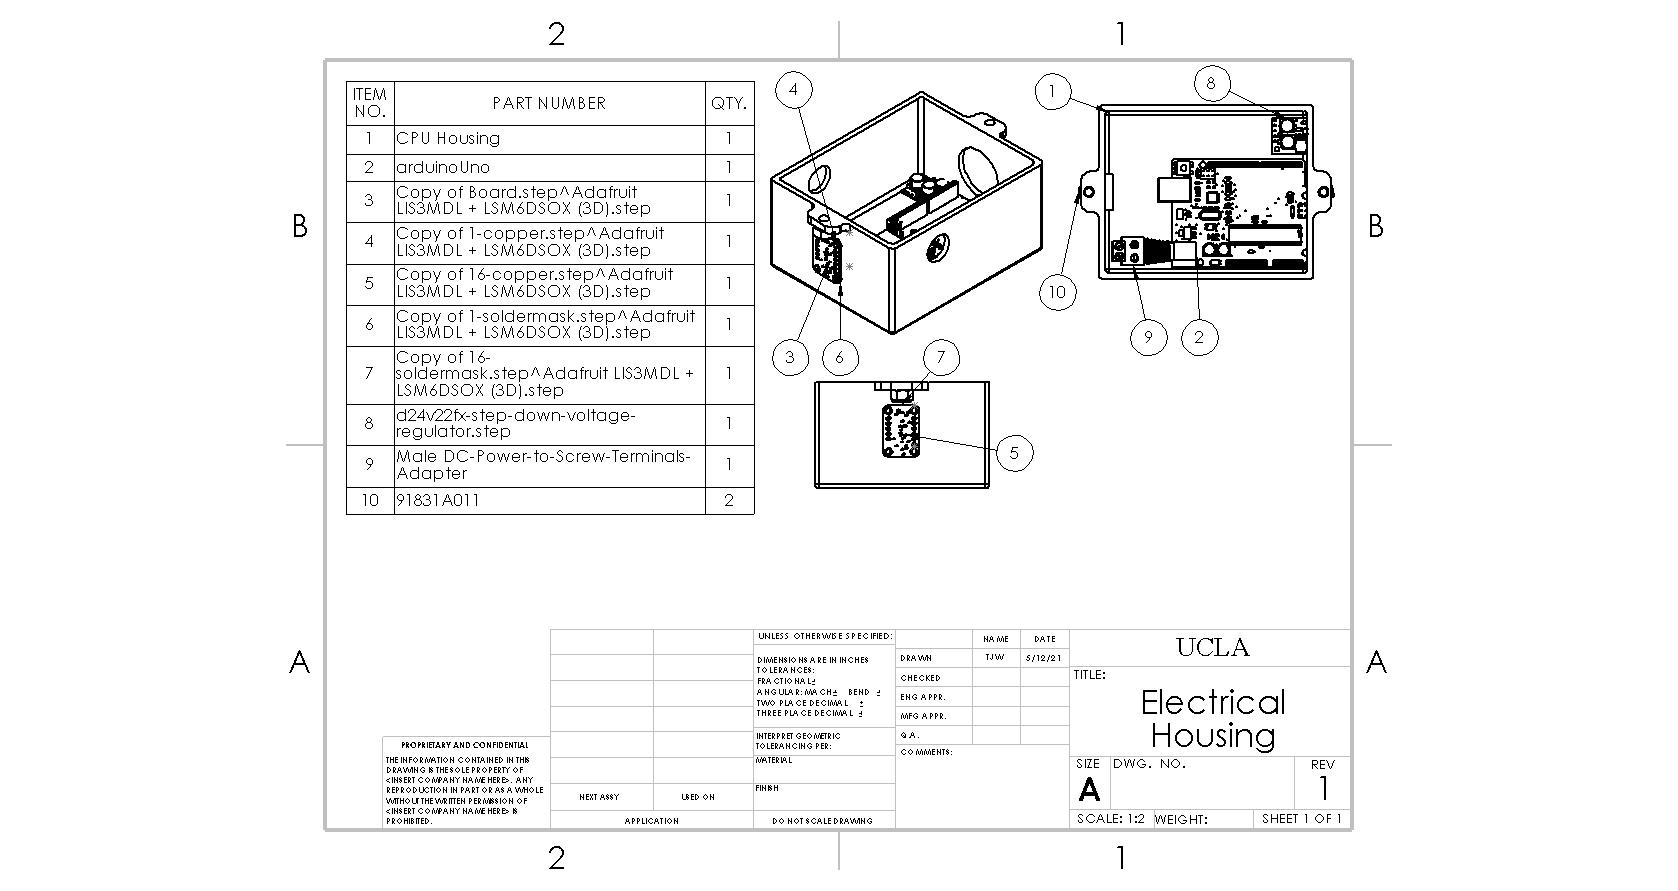 2
1
ITEM NO.
PART NUMBER
QTY.
1
CPU Housing
1
2
arduinoUno
1
3
Copy of Board.step^Adafruit
LIS3MDL + LSM6DSOX (3D).step
1
4
Copy of 1-copper.step^Adafruit
LIS3MDL + LSM6DSOX (3D).step
1
5
Copy of 16-copper.step^Adafruit
LIS3MDL + LSM6DSOX (3D).step
1
6
Copy of 1-soldermask.step^Adafruit
LIS3MDL + LSM6DSOX (3D).step
1
7
Copy of 16-
soldermask.step^Adafruit LIS3MDL +
LSM6DSOX (3D).step
1
8
d24v22fx-step-down-voltage-
regulator.step
1
9
Male DC-Power-to-Screw-Terminals-
Adapter
1
10
91831A011
2
4
3
6
1
8
10
9
2
7
5
B
B
A
A
UNLESS OTHERWISE SPECIFIED:
DIMENSIONS ARE IN INCHES
TOLERANCES:
FRACTIONAL±
ANGULAR: MACH± BEND ±
TWO PLACE DECIMAL ±
THREE PLACE DECIMAL ±
INTERPRET GEOMETRIC
TOLERANCING PER:
MATERIAL
FINISH
DO NOT SCALE DRAWING
NAME
DATE
DRAWN
TJW
5/12/21
CHECKED
ENG APPR.
MFG APPR.
Q.A.
COMMENTS:
UCLA
TITLE:
Electrical
Housing
SIZE
A
DWG. NO.
REV
1
SCALE: 1:2
WEIGHT:
SHEET 1 OF 1
PROPRIETARY AND CONFIDENTIAL
THE INFORMATION CONTAINED IN THIS
DRAWING IS THE SOLE PROPERTY OF
<INSERT COMPANY NAME HERE>. ANY
REPRODUCTION IN PART OR AS A WHOLE
WITHOUT THE WRITTEN PERMISSION OF
<INSERT COMPANY NAME HERE> IS
PROHIBITED.
NEXT ASSY
USED ON
APPLICATION
2
1